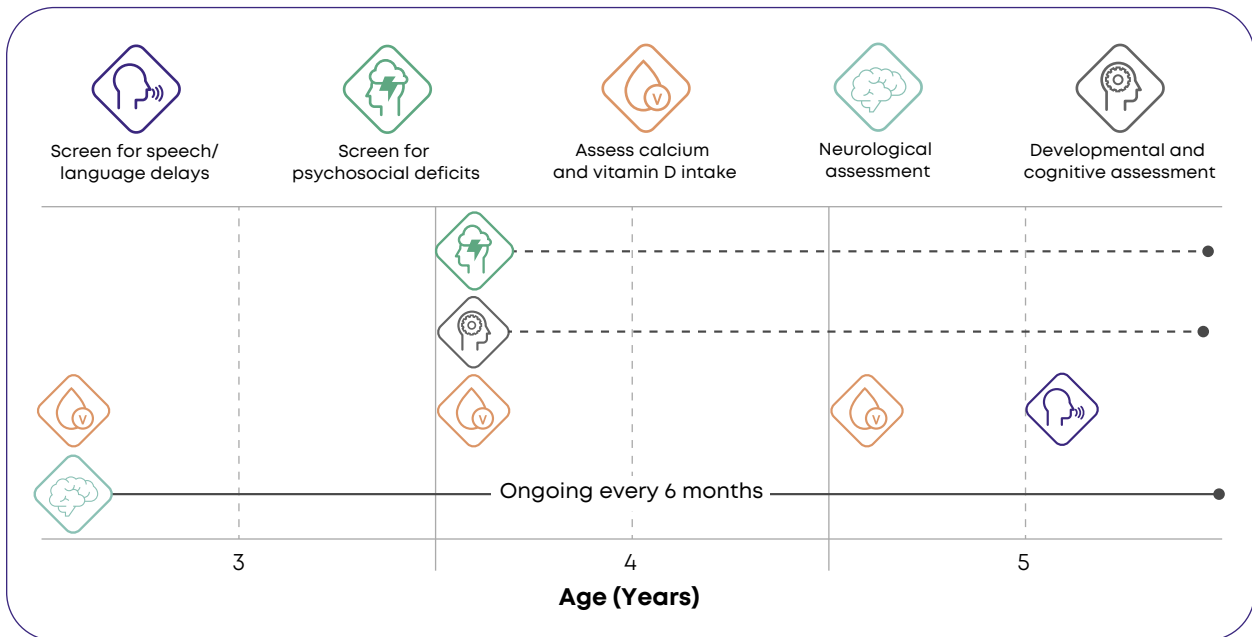 Screen for speech/
language delays
Screen for
psychosocial deficits
Assess calcium
and vitamin D intake
Neurological
assessment
Developmental and
cognitive assessment
V
V
V
V
Ongoing every 6 months
3
4
5
Age (Years)